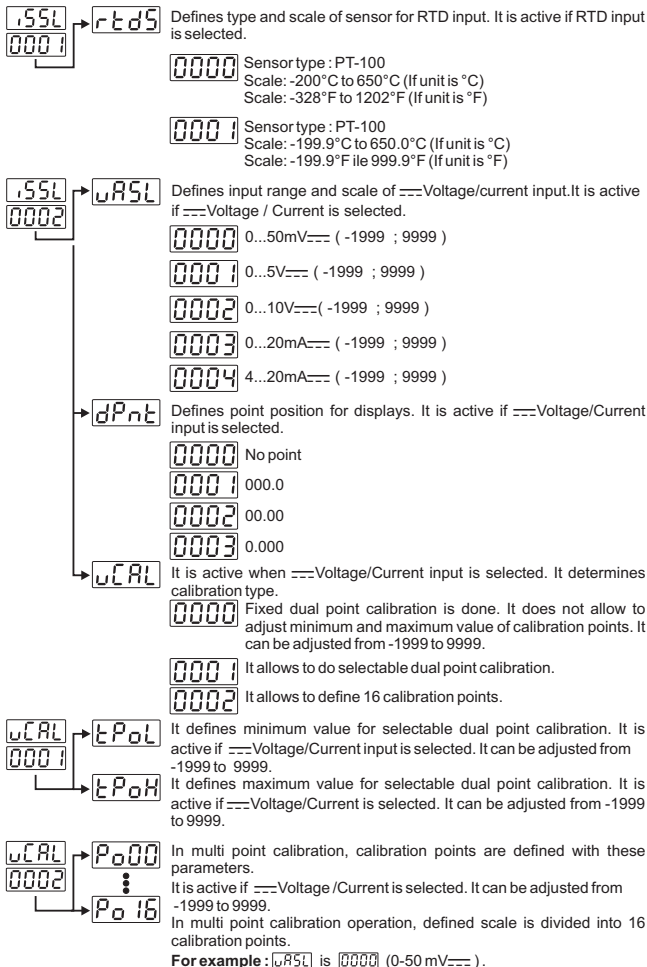 iSSL rtdS Defines type and scale of sensor for RTD input. It is active if RTD input
0001 is selected.
0000 Sensor type : PT-100
Scale: -200°C to 650°C (If unit is °C)
Scale: -328°F to 1202°F (If unit is °F)
0001 Sensor type : PT-100
Scale: -199.9°C to 650.0°C (If unit is °C)
Scale: -199.9°F ile 999.9°F (If unit is °F)
iSSL uASL Defines input range and scale of ⎓Voltage/current input.It is active
0002 if ⎓Voltage / Current is selected.
0000 0...50mV⎓ ( -1999 ; 9999 )
0001 0...5V⎓ ( -1999 ; 9999 )
0002 0...10V⎓( -1999 ; 9999 )
0003 0...20mA⎓ ( -1999 ; 9999 )
0004 4...20mA⎓ ( -1999 ; 9999 )
dPnt Defines point position for displays. It is active if ⎓Voltage/Current
input is selected.
0000 No point
0001 000.0
0002 00.00
0003 0.000
uCAL It is active when ⎓Voltage/Current input is selected. It determines
calibration type.
0000 Fixed dual point calibration is done. It does not allow to
adjust minimum and maximum value of calibration points. It
can be adjusted from -1999 to 9999.
0001 It allows to do selectable dual point calibration.
0002 It allows to define 16 calibration points.
uCAL tPoL It defines minimum value for selectable dual point calibration. It is
0001 active if ⎓Voltage/Current input is selected. It can be adjusted from
-1999 to 9999.
tPoH It defines maximum value for selectable dual point calibration. It is
active if ⎓Voltage/Current is selected. It can be adjusted from -1999
to 9999.
uCAL Po00 In multi point calibration, calibration points are defined with these
0002 parameters.
It is active if ⎓Voltage /Current is selected. It can be adjusted from
Po16 -1999 to 9999.
In multi point calibration operation, defined scale is divided into 16
calibration points.
For example : uASL is 0000 (0-50 mV⎓ ) .